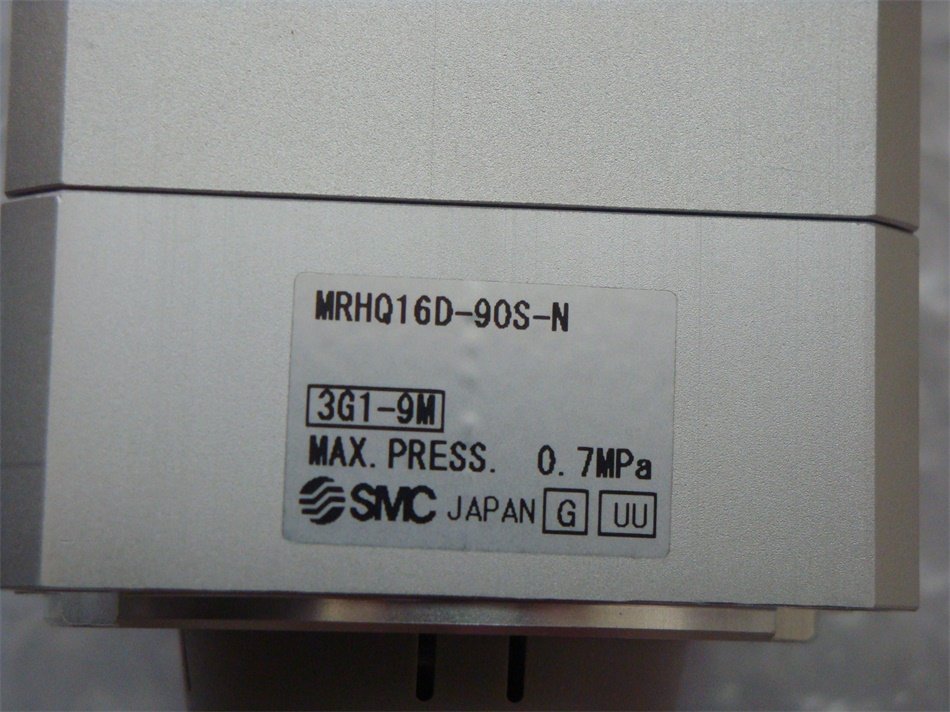 MRHQ16D-90S-N
3G1-9M
MAX. PRESS. 0.7MPa
SMC JAPAN G UU